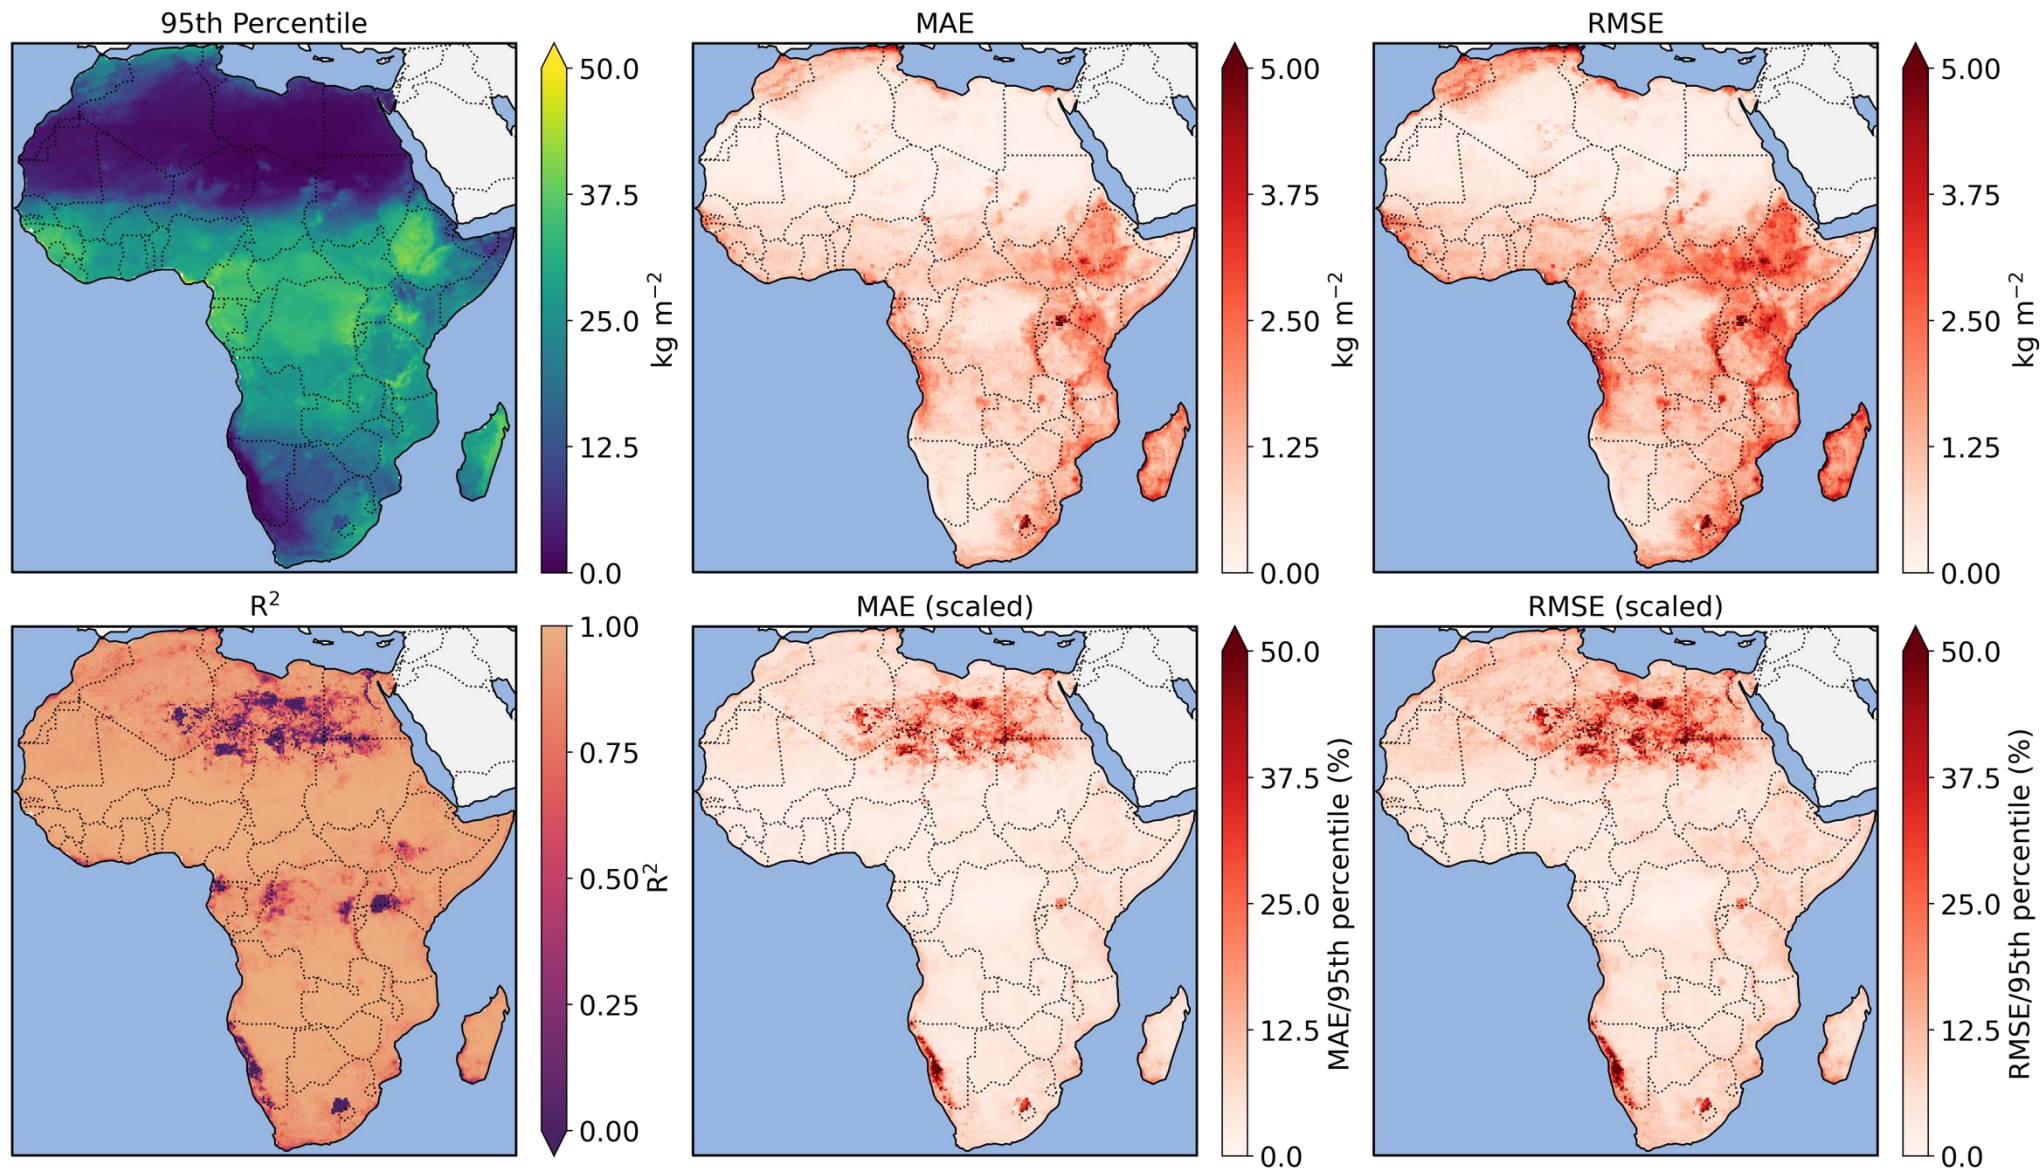 95th Percentile
50.0
37.5
25.0
12.5
0.0
kg m⁻²
MAE
5.00
3.75
2.50
1.25
0.00
kg m⁻²
RMSE
5.00
3.75
2.50
1.25
0.00
kg m⁻²
R²
1.00
0.75
0.50
0.25
0.00
R²
MAE (scaled)
50.0
37.5
25.0
12.5
0.0
MAE/95th percentile (%)
RMSE (scaled)
50.0
37.5
25.0
12.5
0.0
RMSE/95th percentile (%)